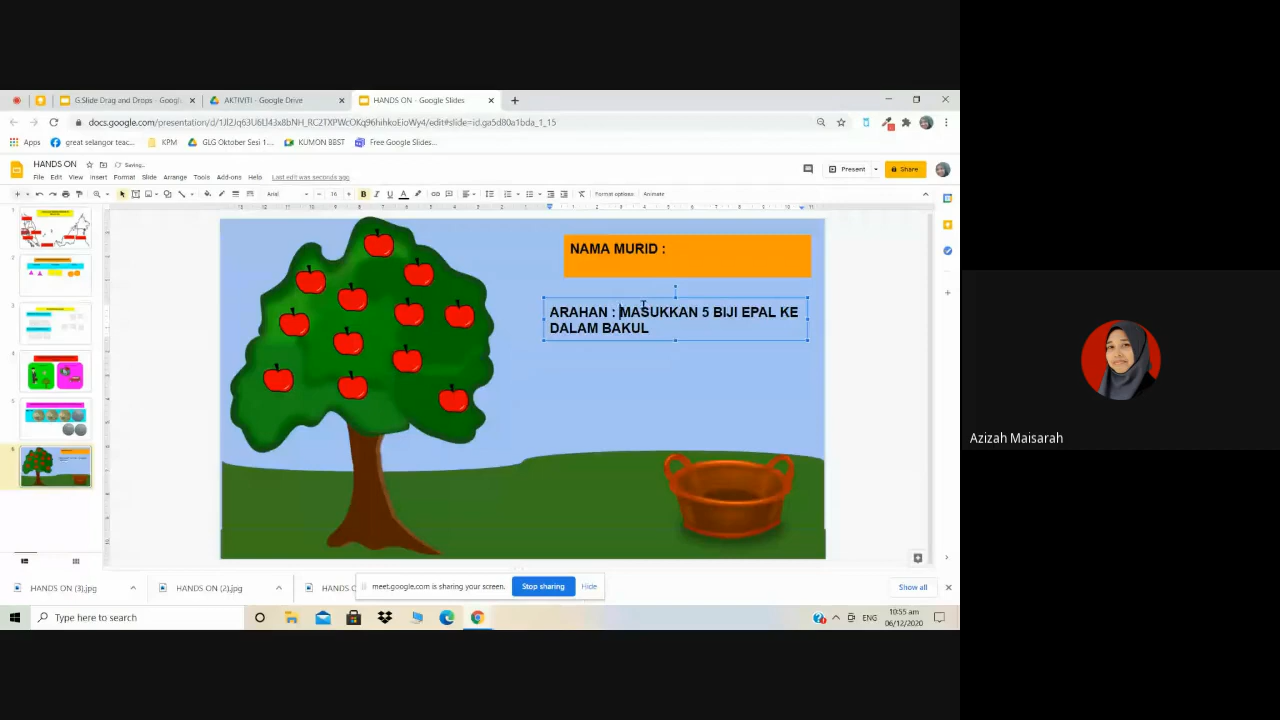 G.Slide Drag and Drops - Googl
AKTIVITI - Google Drive
HANDS ON - Google Slides
docs.google.com/presentation/d/1Jl2Jq63U6lJ43x8bNH_RC2TXPWcOKq96hihkoEioWy4/edit#slide=id.ga5d80a1bda_1_15
Apps
great selangor teac...
KPM
GLG Oktober Sesi 1...
KUMON BBST
Free Google Slides...
HANDS ON
Saving...
File Edit View Insert Format Slide Arrange Tools Add-ons Help
Last edit was seconds ago
Present
Share
Arial
16
Format options
Animate
NAMA MURID :
ARAHAN : MASUKKAN 5 BIJI EPAL KE
DALAM BAKUL
Azizah Maisarah
HANDS ON (3).jpg
HANDS ON (2).jpg
HANDS
meet.google.com is sharing your screen.
Stop sharing
Hide
Show all
Type here to search
ENG
10:55 am
06/12/2020